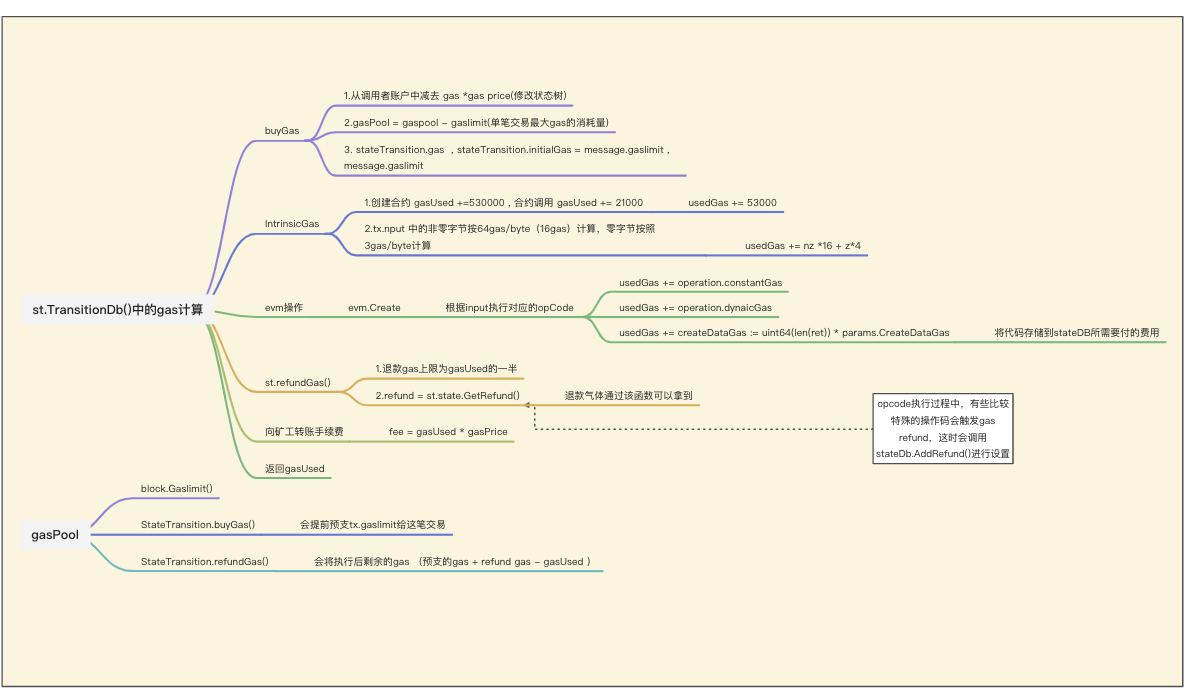 st.TransitionDb()中的gas计算
buyGas
1.从调用者账户中减去 gas *gas price(修改状态树)
2.gasPool = gaspool - gaslimit(单笔交易最大gas的消耗量)
3. stateTransition.gas , stateTransition.initialGas = message.gaslimit ,
message.gaslimit
IntrinsicGas
1.创建合约 gasUsed +=530000 , 合约调用 gasUsed += 21000
usedGas += 53000
2.tx.nput 中的非零字节按64gas/byte（16gas）计算，零字节按照
3gas/byte计算
usedGas += nz *16 + z*4
evm操作
evm.Create
根据input执行对应的opCode
usedGas += operation.constantGas
usedGas += operation.dynaicGas
usedGas += createDataGas := uint64(len(ret)) * params.CreateDataGas
将代码存储到stateDB所需要付的费用
st.refundGas()
1.退款gas上限为gasUsed的一半
2.refund = st.state.GetRefund()
退款气体通过该函数可以拿到
opcode执行过程中，有些比较
特殊的操作码会触发gas
refund，这时会调用
stateDb.AddRefund()进行设置
向矿工转账手续费
fee = gasUsed * gasPrice
返回gasUsed
gasPool
block.Gaslimit()
StateTransition.buyGas()
会提前预支tx.gaslimit给这笔交易
StateTransition.refundGas()
会将执行后剩余的gas （预支的gas + refund gas - gasUsed ）